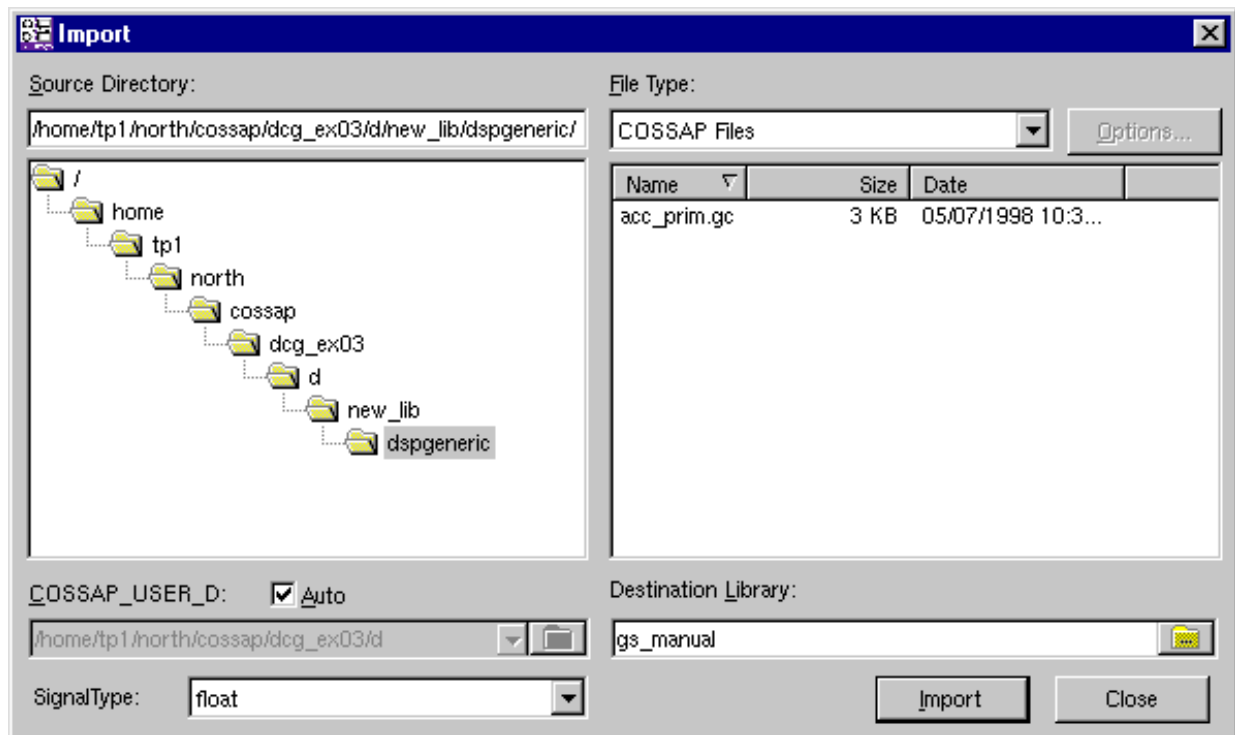 Import
Source Directory:
/home/tp1/north/cossap/dcg_ex03/d/new_lib/dspgeneric/
/
home
tp1
north
cossap
dcg_ex03
d
new_lib
dspgeneric
File Type:
COSSAP Files
Options...
Name Size Date
acc_prim.gc 3 KB 05/07/1998 10:3...
COSSAP_USER_D: Auto
/home/tp1/north/cossap/dcg_ex03/d
SignalType: float
Destination Library:
gs_manual
Import Close